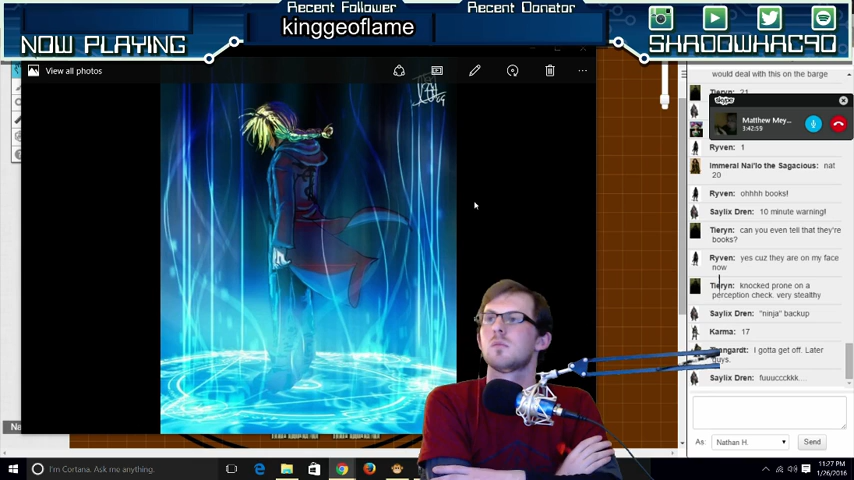 Recent Follower
Recent Donator
kinggeoflame
NOW PLAYING
SHADOWHAC90
View all photos
would deal with this on the barge
Tieryn: 21
skype
Matthew Mey...
3:42:59
Ryven: 1
Immeral Nai'lo the Sagacious: nat
20
Ryven: ohhhh books!
Saylix Dren: 10 minute warning!
Tieryn: can you even tell that they're
books?
Ryven: yes cuz they are on my face
now
Tieryn: knocked prone on a
perception check. very stealthy
Saylix Dren: "ninja" backup
Karma: 17
I gotta get off. Later
guys.
Saylix Dren: fuuuccckkk...
As:
Nathan H.
Send
Na
I'm Cortana. Ask me anything.
11:27 PM
1/26/2016